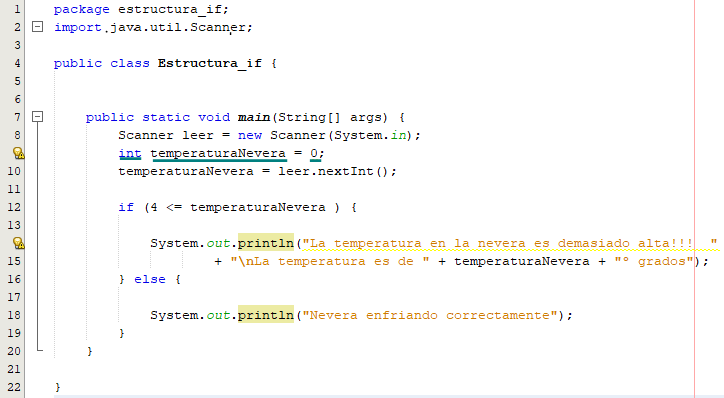 1 package estructura_if;
2 import java.util.Scanner;
3
4 public class Estructura_if {
5
6
7 public static void main(String[] args) {
8 Scanner leer = new Scanner(System.in);
int temperaturaNevera = 0;
10 temperaturaNevera = leer.nextInt();
11
12 if (4 <= temperaturaNevera ) {
13
System.out.println("La temperatura en la nevera es demasiado alta!!!  "
15 + "\nLa temperatura es de " + temperaturaNevera + "° grados");
16 } else {
17
18 System.out.println("Nevera enfriando correctamente");
19 }
20 }
21
22 }